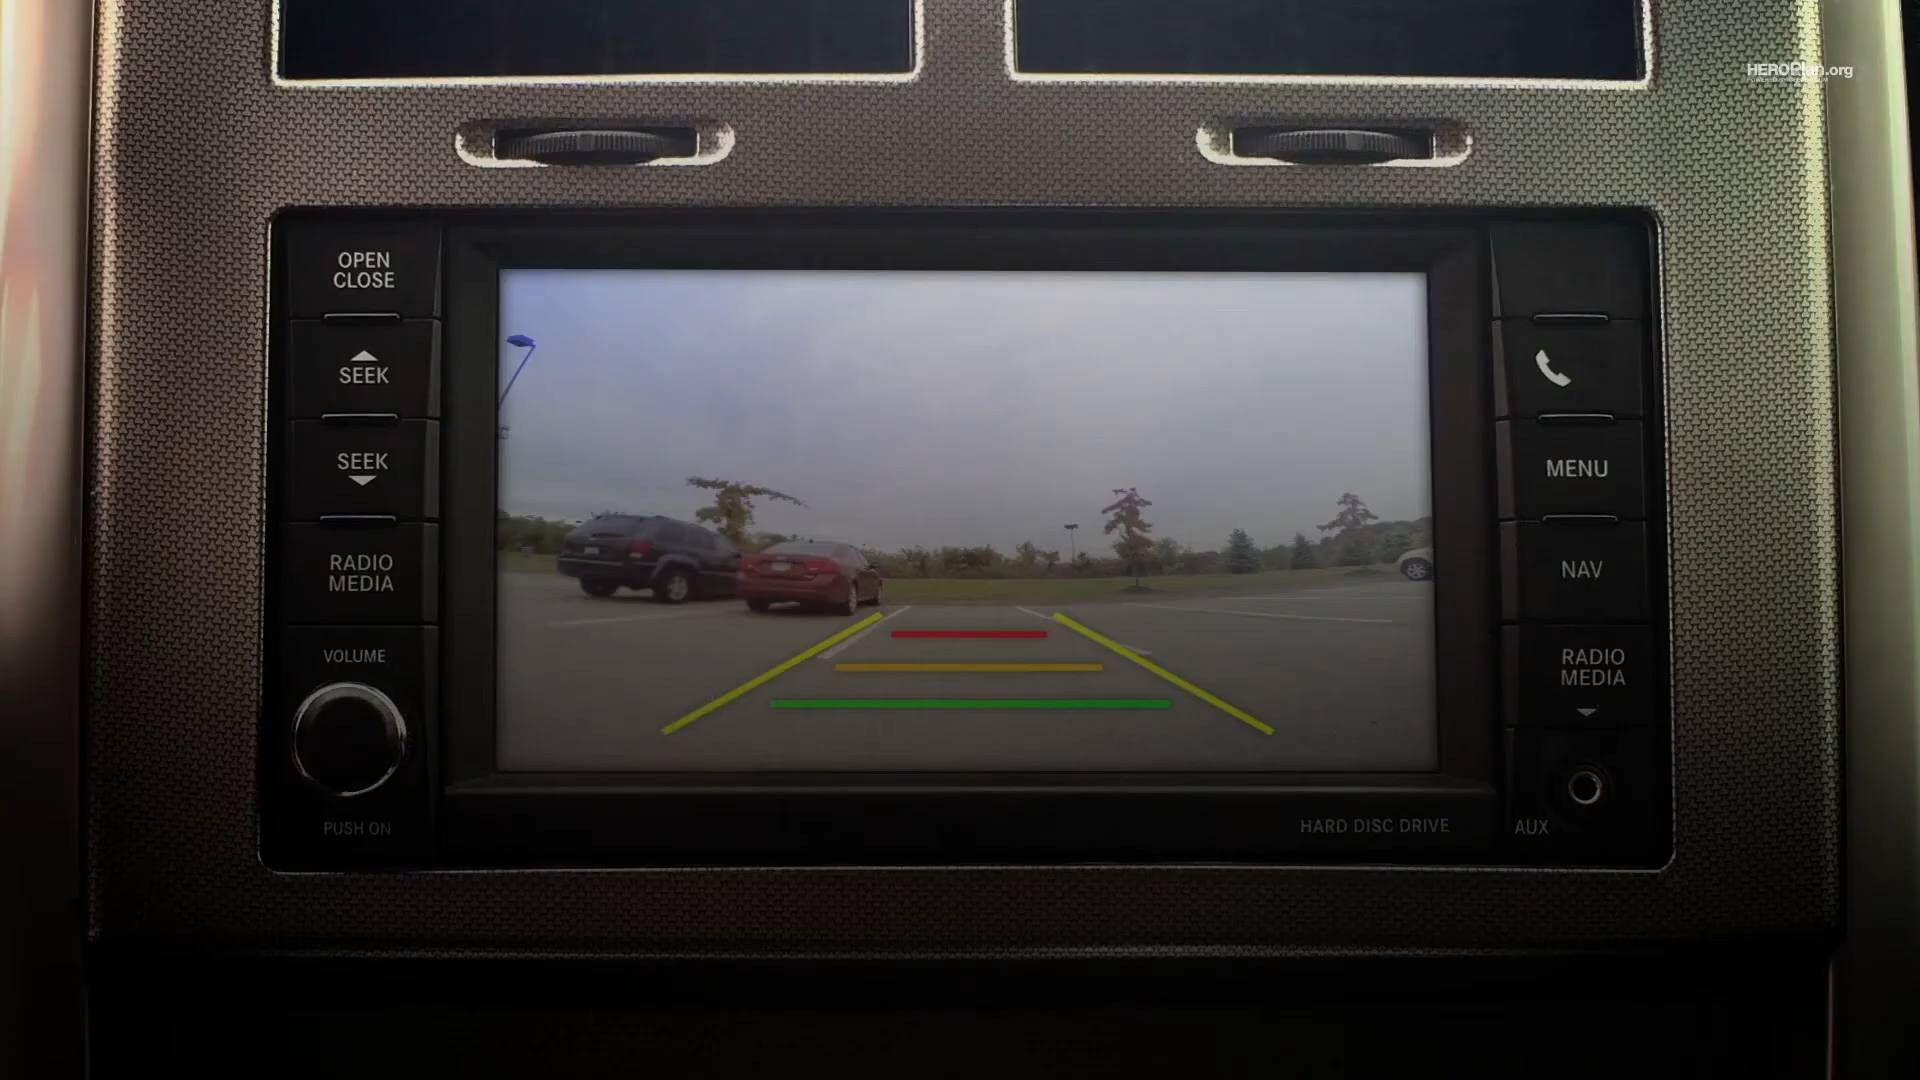 HEROPlan.org
OPEN
CLOSE
SEEK
SEEK
RADIO
MEDIA
VOLUME
PUSH ON
MENU
NAV
RADIO
MEDIA
HARD DISC DRIVE
AUX